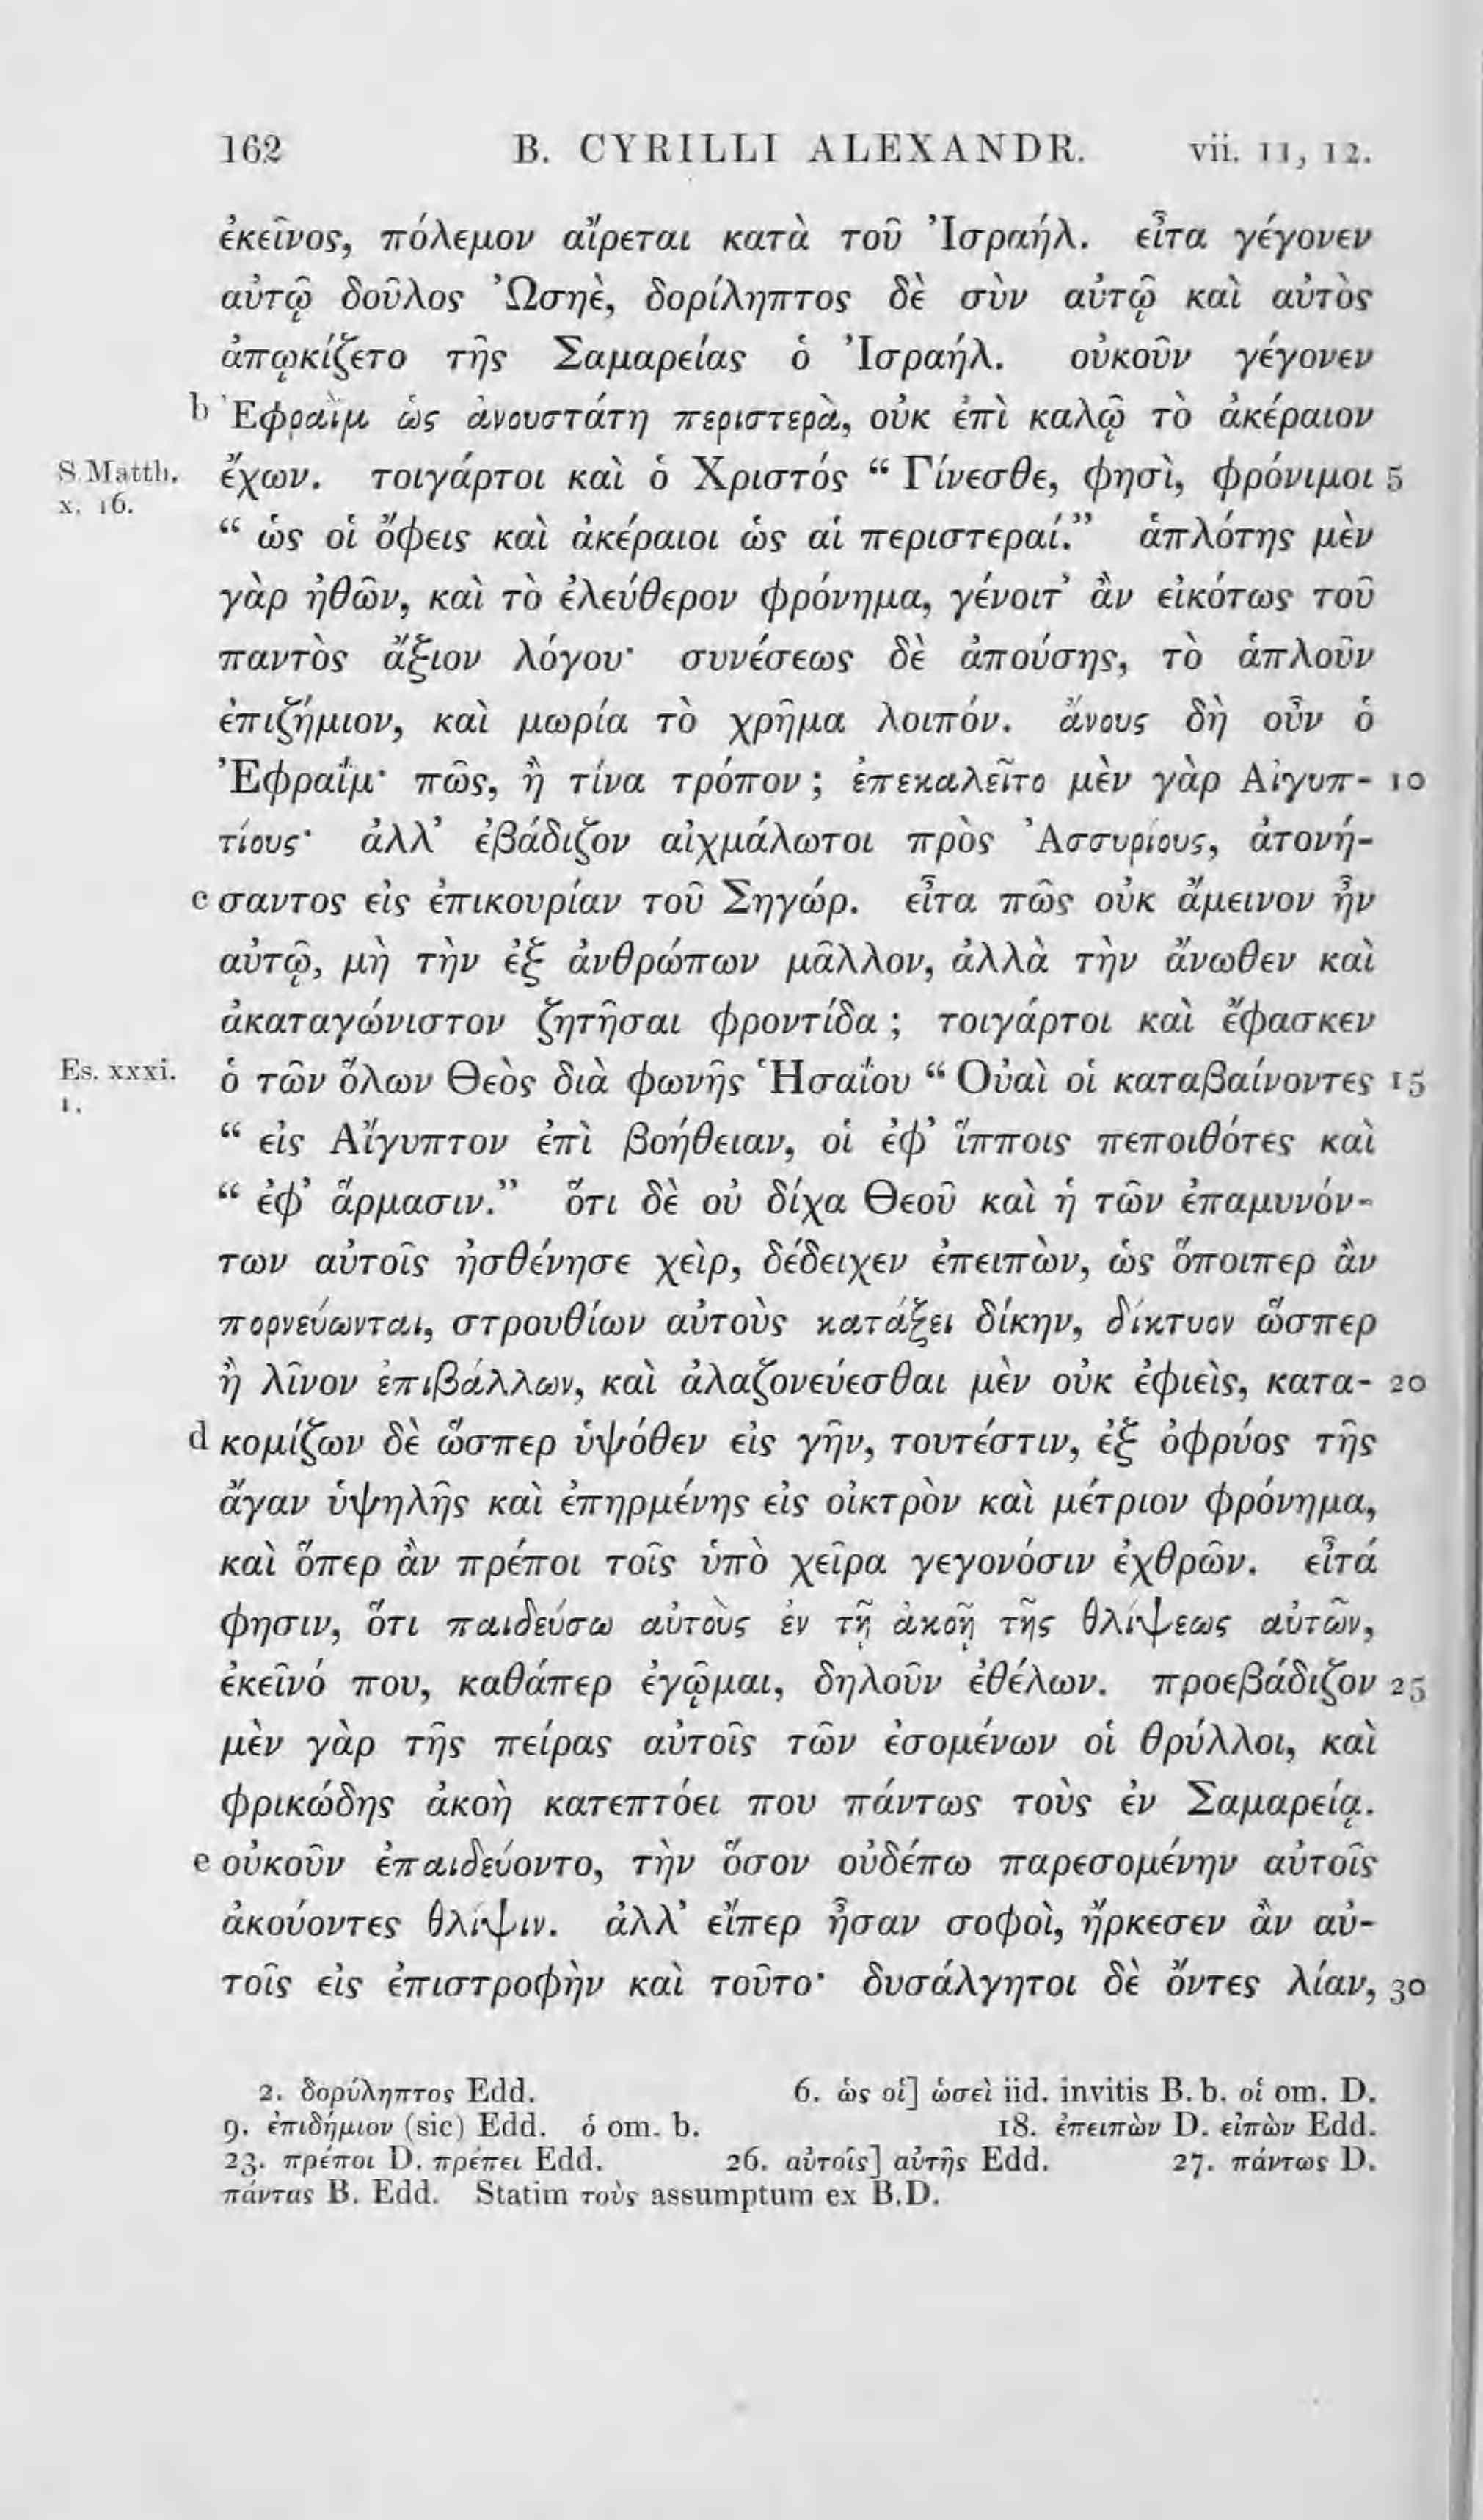 162 B. CYRILLI ALEXANDR. vii. 11, 12.
ἐκεῖνος, πόλεμον αἴρεται κατὰ τοῦ Ἰσραήλ. εἶτα γέγονεν
αὐτῷ δοῦλος Ὠσηὲ, δορίληπτος δὲ σὺν αὐτῷ καὶ αὐτὸς
ἀπῳκίζετο τῆς Σαμαρείας ὁ Ἰσραήλ. οὐκοῦν γέγονεν
b Ἐφραῒμ ὡς ἀνουστάτη περιστερὰ, οὐκ ἐπὶ καλῷ τὸ ἀκέραιον
S. Matth. x. 16. ἔχων. τοιγάρτοι καὶ ὁ Χριστός “ Γίνεσθε, φησὶ, φρόνιμοι 5
“ ὡς οἱ ὄφεις καὶ ἀκέραιοι ὡς αἱ περιστεραί.” ἁπλότης μὲν
γὰρ ἠθῶν, καὶ τὸ ἐλεύθερον φρόνημα, γένοιτ’ ἂν εἰκότως τοῦ
παντὸς ἄξιον λόγου· συνέσεως δὲ ἀπούσης, τὸ ἁπλοῦν
ἐπιζήμιον, καὶ μωρία τὸ χρῆμα λοιπόν. ἄνους δὴ οὖν ὁ
Ἐφραΐμ· πῶς, ἢ τίνα τρόπον ; ἐπεκαλεῖτο μὲν γὰρ Αἰγυπ- 10
τίους· ἀλλ’ ἐβάδιζον αἰχμάλωτοι πρὸς Ἀσσυρίους, ἀτονή-
c σαντος εἰς ἐπικουρίαν τοῦ Σηγώρ. εἶτα πῶς οὐκ ἄμεινον ἦν
αὐτῷ, μὴ τὴν ἐξ ἀνθρώπων μᾶλλον, ἀλλὰ τὴν ἄνωθεν καὶ
ἀκαταγώνιστον ζητῆσαι φροντίδα ; τοιγάρτοι καὶ ἔφασκεν
Es. xxxi. 1. ὁ τῶν ὅλων Θεὸς διὰ φωνῆς Ἡσαΐου “ Οὐαὶ οἱ καταβαίνοντες 15
“ εἰς Αἴγυπτον ἐπὶ βοήθειαν, οἱ ἐφ’ ἵπποις πεποιθότες καὶ
“ ἐφ’ ἅρμασιν.” ὅτι δὲ οὐ δίχα Θεοῦ καὶ ἡ τῶν ἐπαμυνόν-
των αὐτοῖς ἠσθένησε χεὶρ, δέδειχεν ἐπειπὼν, ὡς ὅποιπερ ἂν
πορνεύωνται, στρουθίων αὐτοὺς κατάξει δίκην, δίκτυον ὥσπερ
ἢ λῖνον ἐπιβάλλων, καὶ ἀλαζονεύεσθαι μὲν οὐκ ἐφιεὶς, κατα- 20
d κομίζων δὲ ὥσπερ ὑψόθεν εἰς γῆν, τουτέστιν, ἐξ ὀφρύος τῆς
ἄγαν ὑψηλῆς καὶ ἐπηρμένης εἰς οἰκτρὸν καὶ μέτριον φρόνημα,
καὶ ὅπερ ἂν πρέποι τοῖς ὑπὸ χεῖρα γεγονόσιν ἐχθρῶν. εἶτά
φησιν, ὅτι παιδεύσω αὐτοὺς ἐν τῇ ἀκοῇ τῆς θλίψεως αὐτῶν,
ἐκεῖνό που, καθάπερ ἐγῷμαι, δηλοῦν ἐθέλων. προεβάδιζον 25
μὲν γὰρ τῆς πείρας αὐτοῖς τῶν ἐσομένων οἱ θρύλλοι, καὶ
φρικώδης ἀκοὴ κατεπτόει που πάντως τοὺς ἐν Σαμαρείᾳ.
e οὐκοῦν ἐπαιδεύοντο, τὴν ὅσον οὐδέπω παρεσομένην αὐτοῖς
ἀκούοντες θλίψιν. ἀλλ’ εἴπερ ἦσαν σοφοὶ, ἤρκεσεν ἂν αὐ-
τοῖς εἰς ἐπιστροφὴν καὶ τοῦτο· δυσάλγητοι δὲ ὄντες λίαν, 30
2. δορύληπτος Edd. 6. ὡς οἱ] ὡσεὶ iid. invitis B. b. οἱ om. D.
9. ἐπιδήμιον (sic) Edd. ὁ om. b. 18. ἐπειπὼν D. εἰπὼν Edd.
23. πρέποι D. πρέπει Edd. 26. αὐτοῖς] αὐτῆς Edd. 27. πάντως D.
πάντας B. Edd. Statim τοὺς assumptum ex B.D.